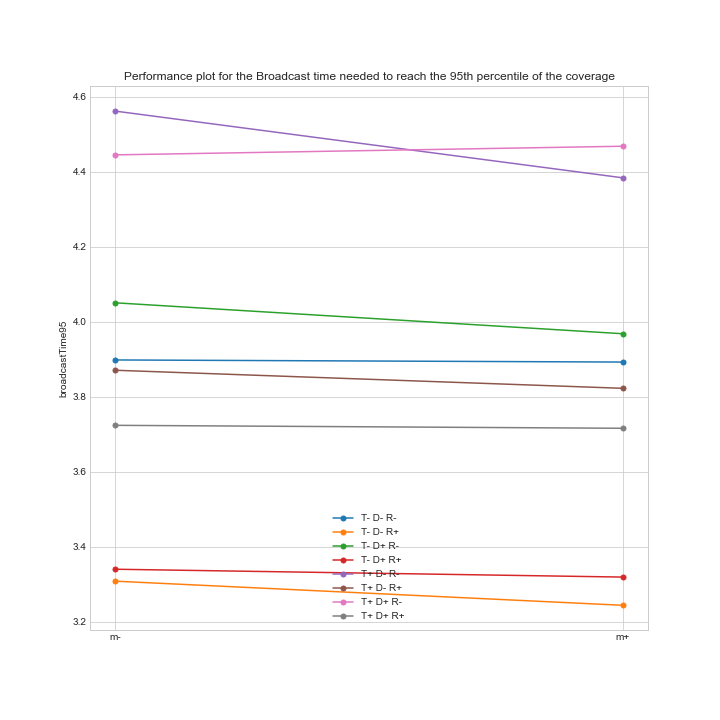 Performance plot for the Broadcast time needed to reach the 95th percentile of the coverage
4.6
4.4
4.2
4.0
3.8
3.6
3.4
3.2
broadcastTime95
T- D- R-
T- D- R+
T- D+ R-
T- D+ R+
T+ D- R-
T+ D- R+
T+ D+ R-
T+ D+ R+
m-
m+